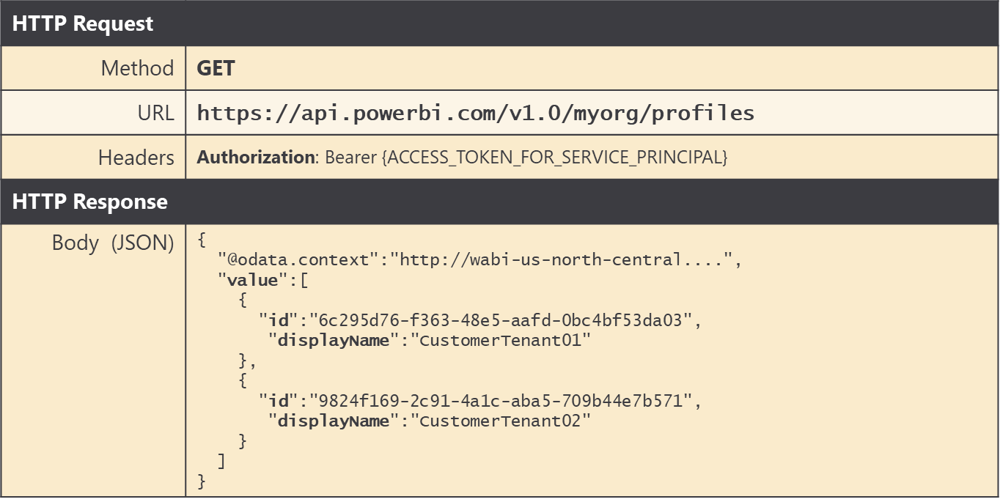 HTTP Request
Method GET
URL https://api.powerbi.com/v1.0/myorg/profiles
Headers Authorization: Bearer {ACCESS_TOKEN_FOR_SERVICE_PRINCIPAL}
HTTP Response
Body (JSON) {
"@odata.context":"http://wabi-us-north-central....",
"value":[
{
"id":"6c295d76-f363-48e5-aafd-0bc4bf53da03",
"displayName":"CustomerTenant01"
},
{
"id":"9824f169-2c91-4a1c-aba5-709b44e7b571",
"displayName":"CustomerTenant02"
}
]
}